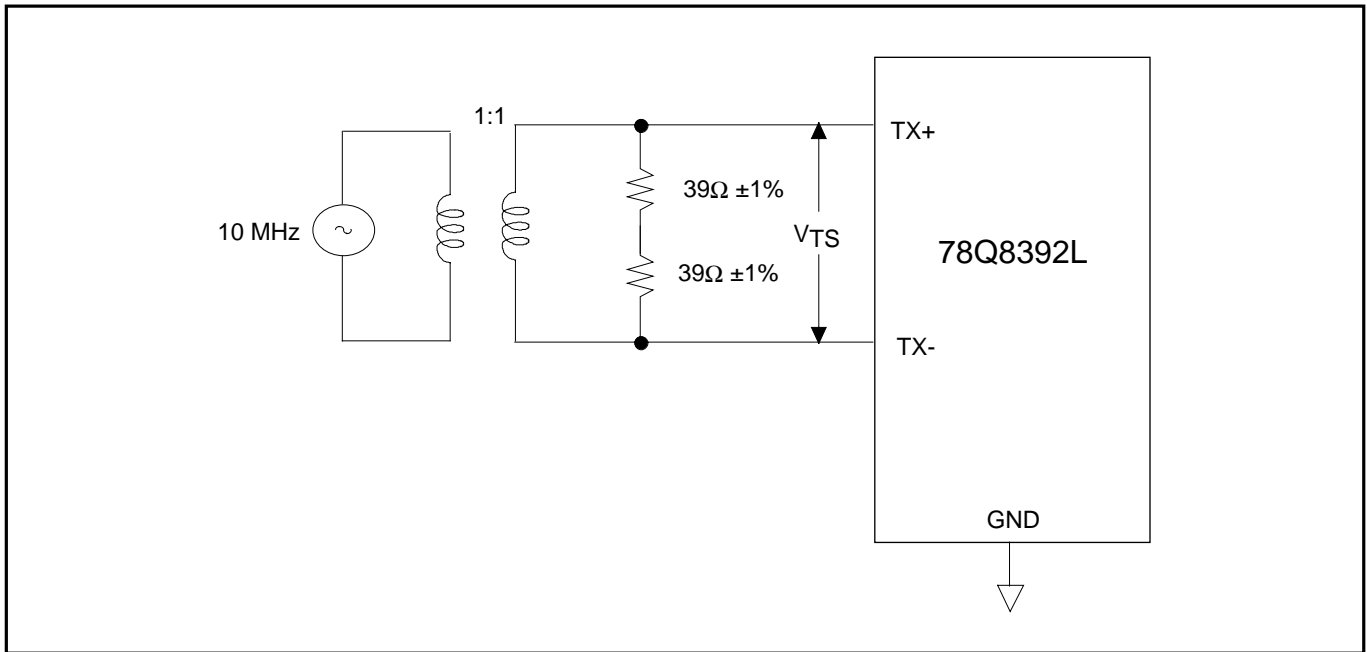 1:1
TX+
39Ω ±1%
10 MHz
VTS
78Q8392L
39Ω ±1%
TX-
GND